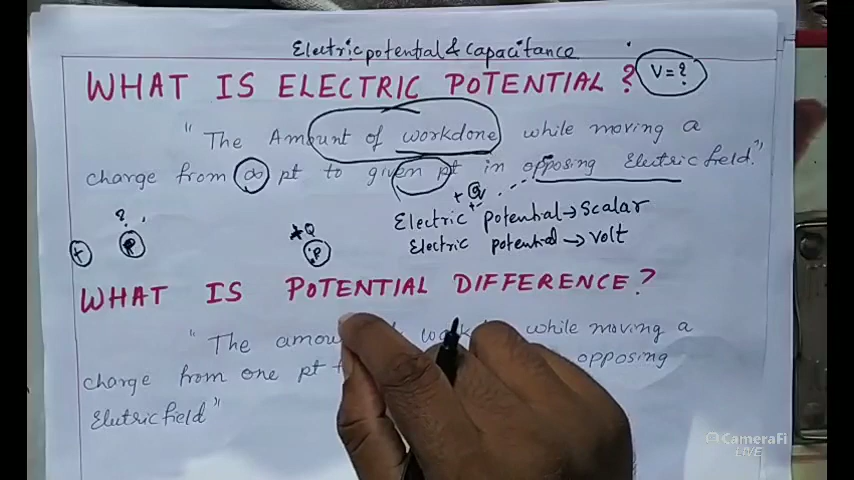 Electric potential & Capacitance
WHAT IS ELECTRIC POTENTIAL ? V = ?
"The Amount of workdone while moving a
charge from ∞ pt to given pt in opposing Electric field."
+ Q
Electric potential → Scalar
Electric potential → Volt
? Q
+ P P
WHAT IS POTENTIAL DIFFERENCE?
"The while moving a
charge from one pt opposing
Eletric field"
CameraFi
LIVE